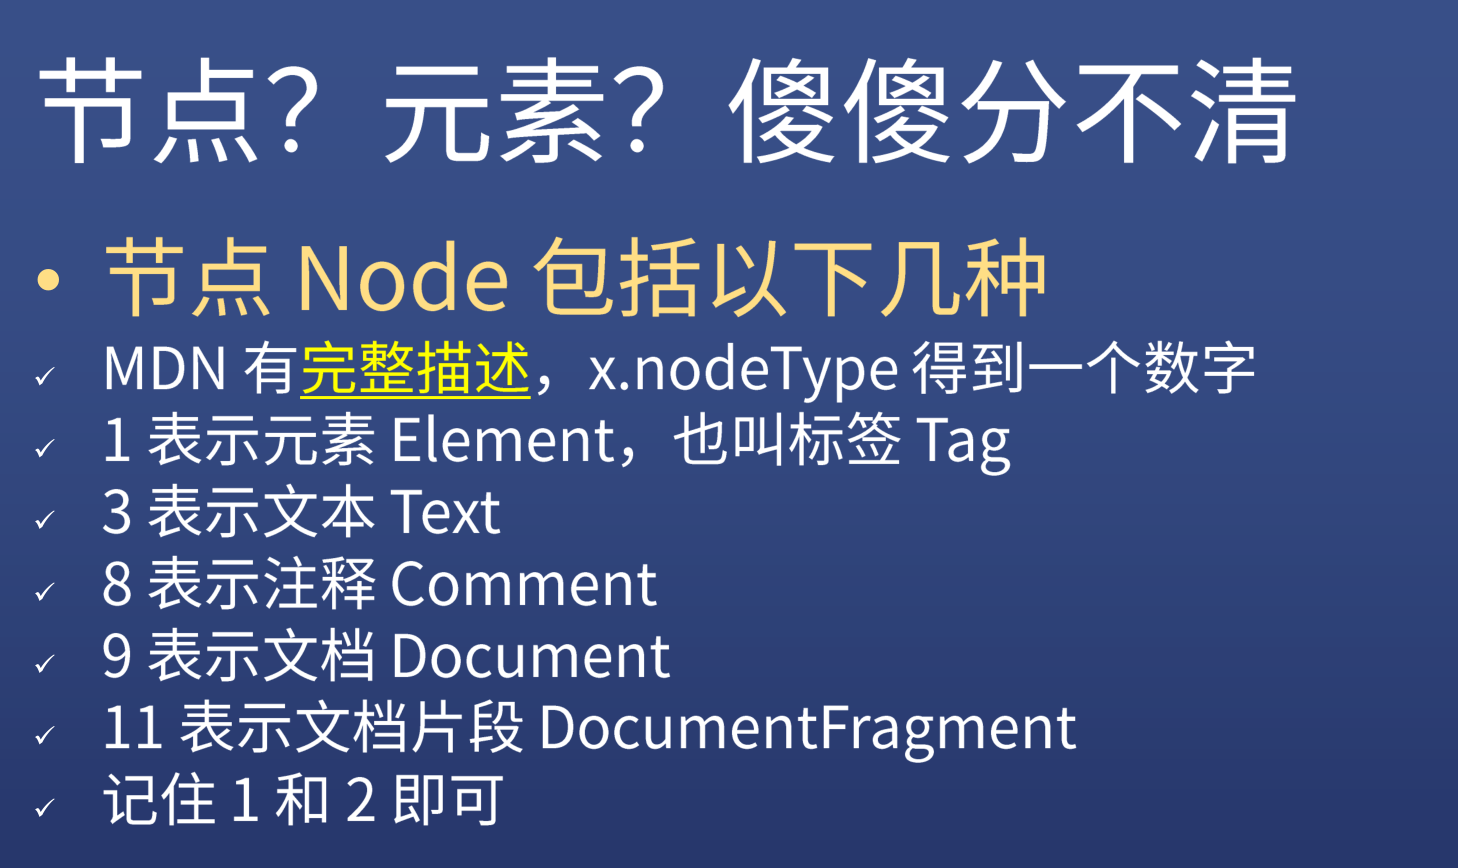 节点？元素？傻傻分不清
• 节点 Node 包括以下几种
✓ MDN 有完整描述，x.nodeType 得到一个数字
✓ 1 表示元素 Element，也叫标签 Tag
✓ 3 表示文本 Text
✓ 8 表示注释 Comment
✓ 9 表示文档 Document
✓ 11 表示文档片段 DocumentFragment
✓ 记住 1 和 2 即可